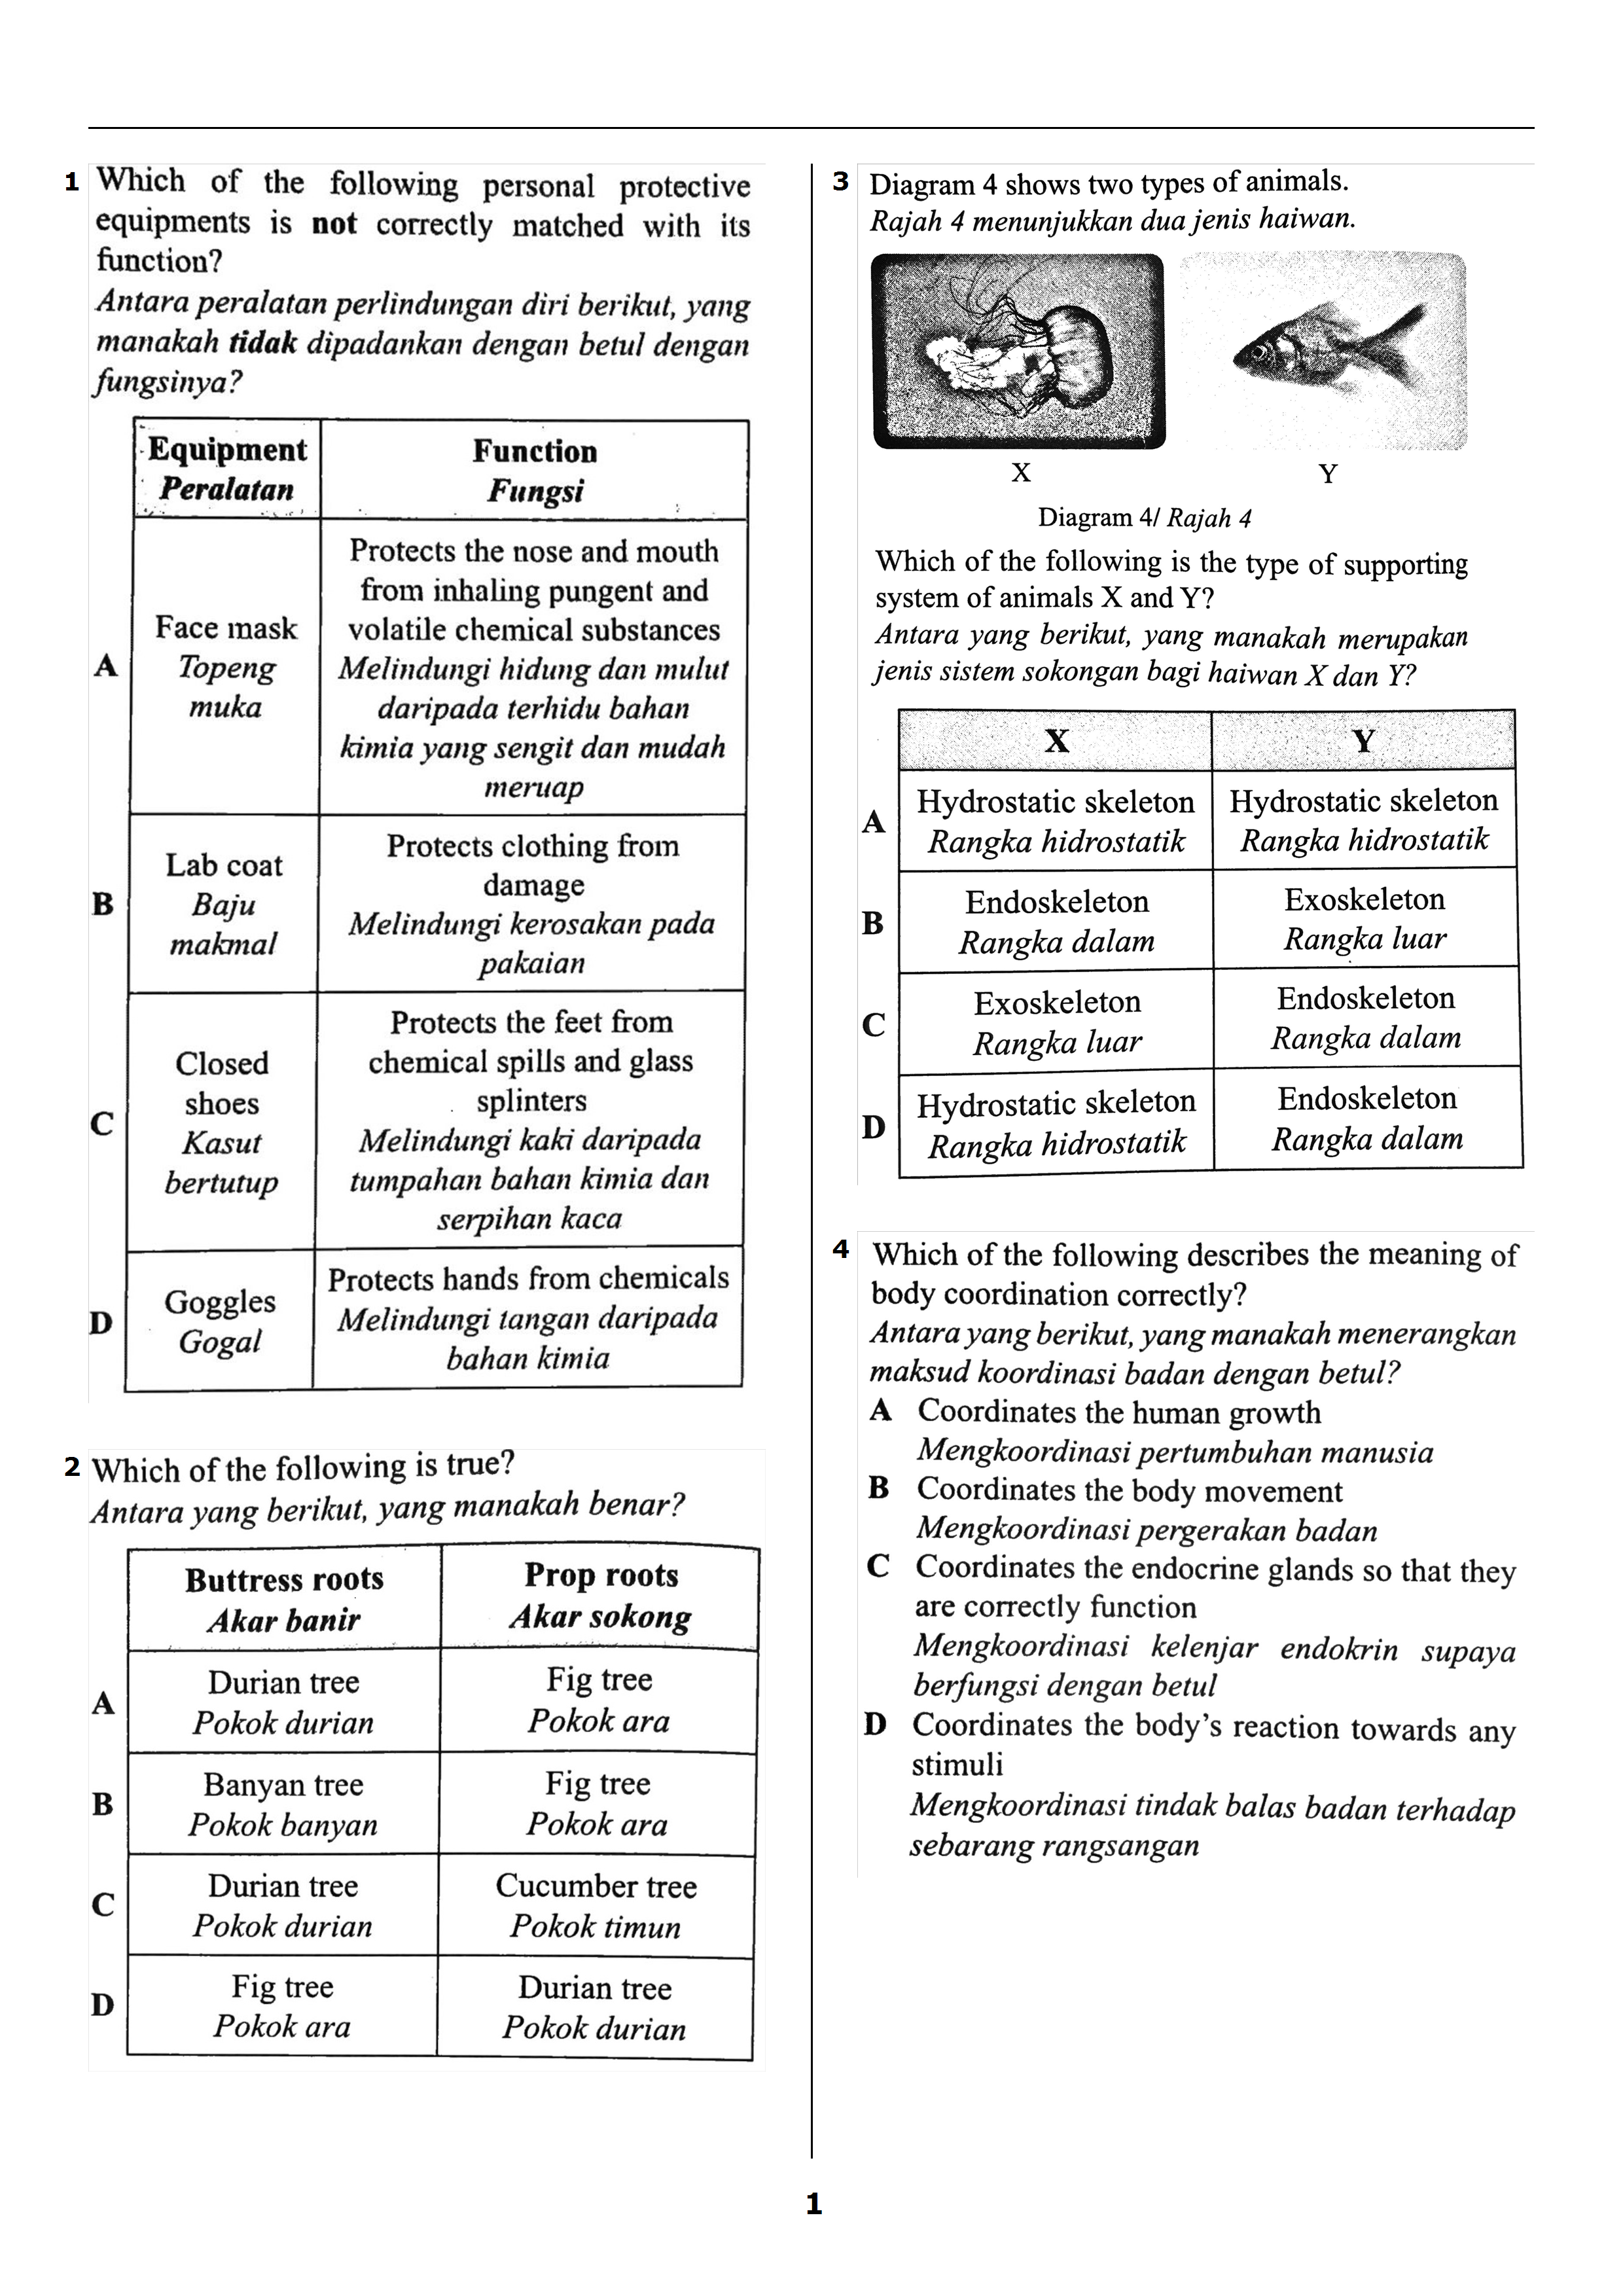 1 Which of the following personal protective
equipments is not correctly matched with its
function?
Antara peralatan perlindungan diri berikut, yang
manakah tidak dipadankan dengan betul dengan
fungsinya?
Equipment
Peralatan
Function
Fungsi
A
Face mask
Topeng
muka
Protects the nose and mouth
from inhaling pungent and
volatile chemical substances
Melindungi hidung dan mulut
daripada terhidu bahan
kimia yang sengit dan mudah
meruap
B
Lab coat
Baju
makmal
Protects clothing from
damage
Melindungi kerosakan pada
pakaian
C
Closed
shoes
Kasut
bertutup
Protects the feet from
chemical spills and glass
splinters
Melindungi kaki daripada
tumpahan bahan kimia dan
serpihan kaca
D
Goggles
Gogal
Protects hands from chemicals
Melindungi tangan daripada
bahan kimia
2 Which of the following is true?
Antara yang berikut, yang manakah benar?
Buttress roots
Akar banir
Prop roots
Akar sokong
A
Durian tree
Pokok durian
Fig tree
Pokok ara
B
Banyan tree
Pokok banyan
Fig tree
Pokok ara
C
Durian tree
Pokok durian
Cucumber tree
Pokok timun
D
Fig tree
Pokok ara
Durian tree
Pokok durian
3 Diagram 4 shows two types of animals.
Rajah 4 menunjukkan dua jenis haiwan.
X
Y
Diagram 4/ Rajah 4
Which of the following is the type of supporting
system of animals X and Y?
Antara yang berikut, yang manakah merupakan
jenis sistem sokongan bagi haiwan X dan Y?
X
Y
A
Hydrostatic skeleton
Rangka hidrostatik
Hydrostatic skeleton
Rangka hidrostatik
B
Endoskeleton
Rangka dalam
Exoskeleton
Rangka luar
C
Exoskeleton
Rangka luar
Endoskeleton
Rangka dalam
D
Hydrostatic skeleton
Rangka hidrostatik
Endoskeleton
Rangka dalam
4 Which of the following describes the meaning of
body coordination correctly?
Antara yang berikut, yang manakah menerangkan
maksud koordinasi badan dengan betul?
A Coordinates the human growth
Mengkoordinasi pertumbuhan manusia
B Coordinates the body movement
Mengkoordinasi pergerakan badan
C Coordinates the endocrine glands so that they
are correctly function
Mengkoordinasi kelenjar endokrin supaya
berfungsi dengan betul
D Coordinates the body's reaction towards any
stimuli
Mengkoordinasi tindak balas badan terhadap
sebarang rangsangan
1